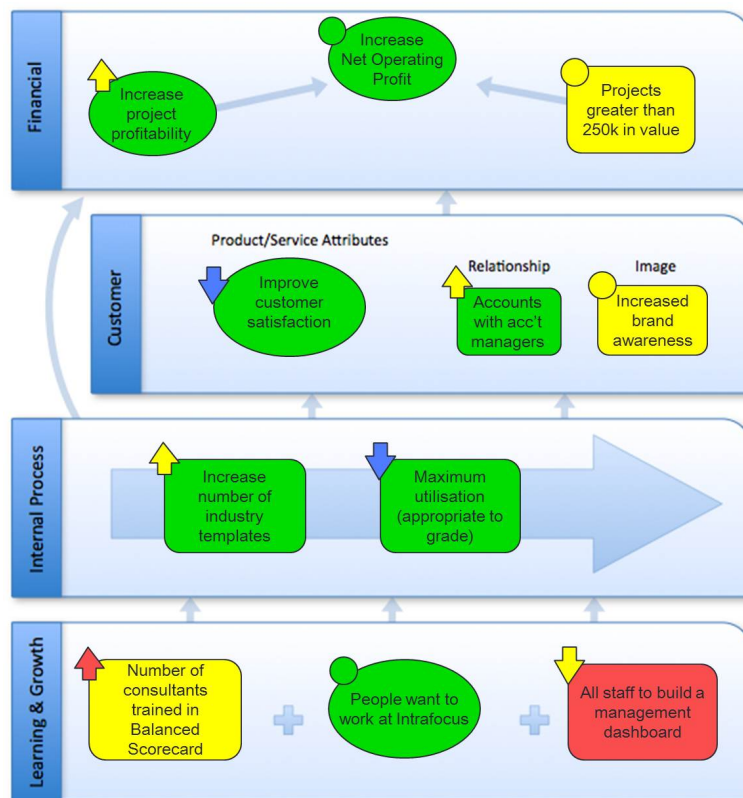 Financial
Increase
project
profitability
Increase
Net Operating
Profit
Projects
greater than
250k in value
Customer
Product/Service Attributes
Improve
customer
satisfaction
Relationship
Accounts
with acc't
managers
Image
Increased
brand
awareness
Internal Process
Increase
number of
industry
templates
Maximum
utilisation
(appropriate to
grade)
Learning & Growth
Number of
consultants
trained in
Balanced
Scorecard
People want to
work at Intrafocus
All staff to build a
management
dashboard